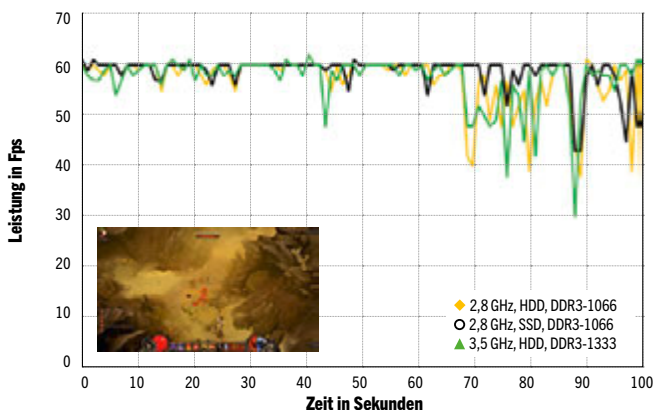 70
60
50
40
30
20
10
0
Leistung in Fps
2,8 GHz, HDD, DDR3-1066
2,8 GHz, SSD, DDR3-1066
3,5 GHz, HDD, DDR3-1333
0 10 20 30 40 50 60 70 80 90 100
Zeit in Sekunden